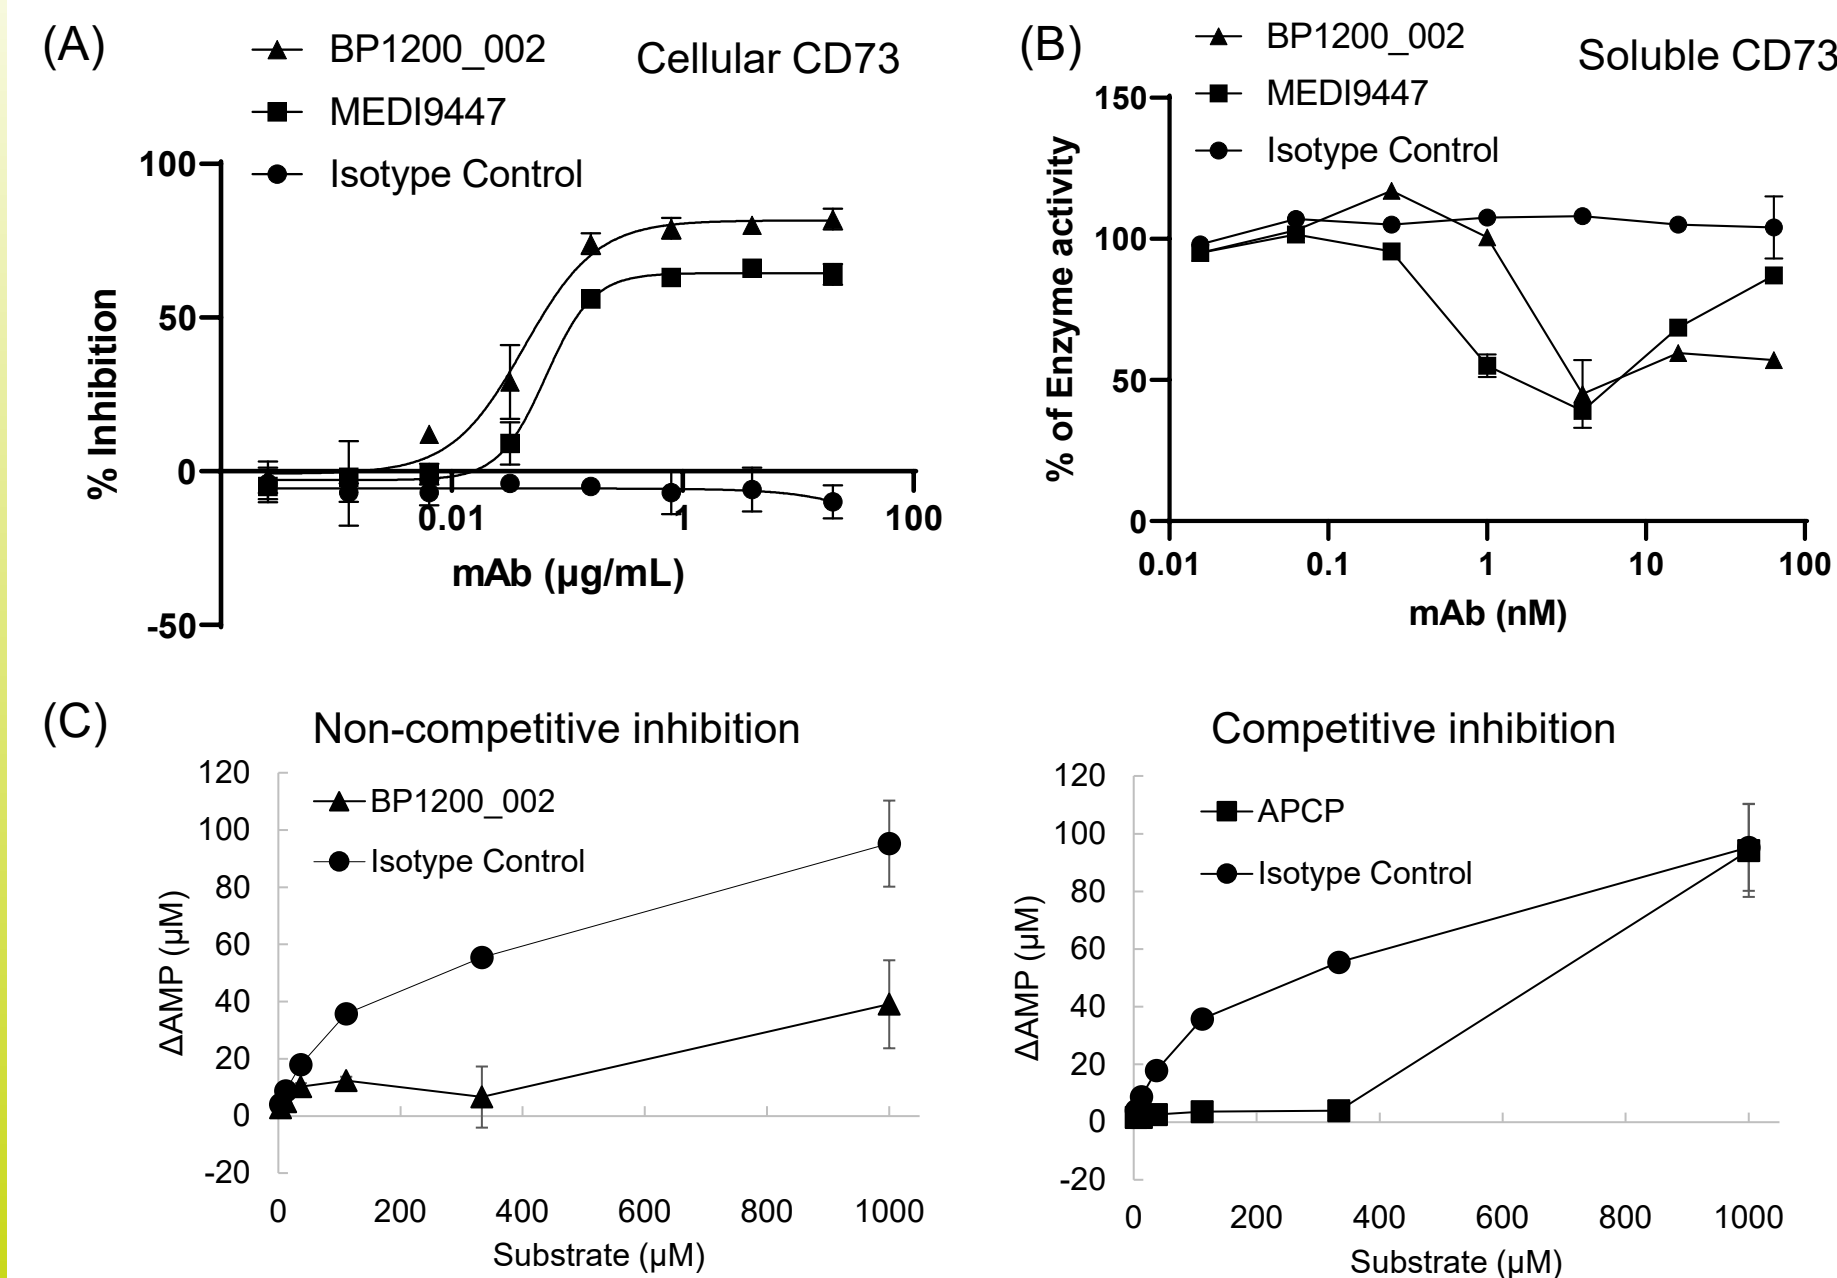 (A)
BP1200_002
MEDI9447
Isotype Control
Cellular CD73
% Inhibition
100
50
0
-50
0.01
1
100
mAb (µg/mL)
(B)
BP1200_002
MEDI9447
Isotype Control
Soluble CD73
% of Enzyme activity
150
100
50
0
0.01
0.1
1
10
100
mAb (nM)
(C)
Non-competitive inhibition
BP1200_002
Isotype Control
ΔAMP (µM)
120
100
80
60
40
20
0
-20
0
200
400
600
800
1000
Substrate (µM)
Competitive inhibition
APCP
Isotype Control
ΔAMP (µM)
120
100
80
60
40
20
0
-20
0
200
400
600
800
1000
Substrate (µM)